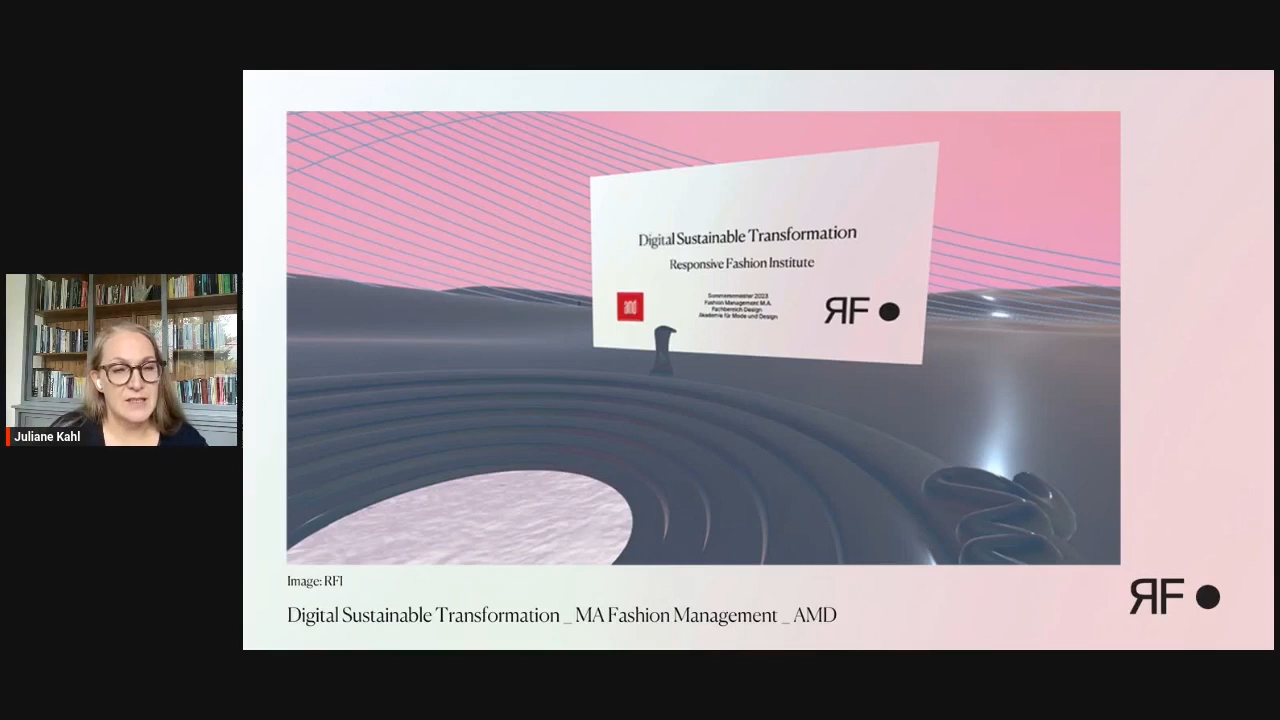 Digital Sustainable Transformation
Responsive Fashion Institute
amd
Sommersemester 2023
Fashion Management M.A.
Fachbereich Design
Akademie für Mode und Design
ЯF
Juliane Kahl
Image: RFI
Digital Sustainable Transformation _ MA Fashion Management _ AMD
ЯF